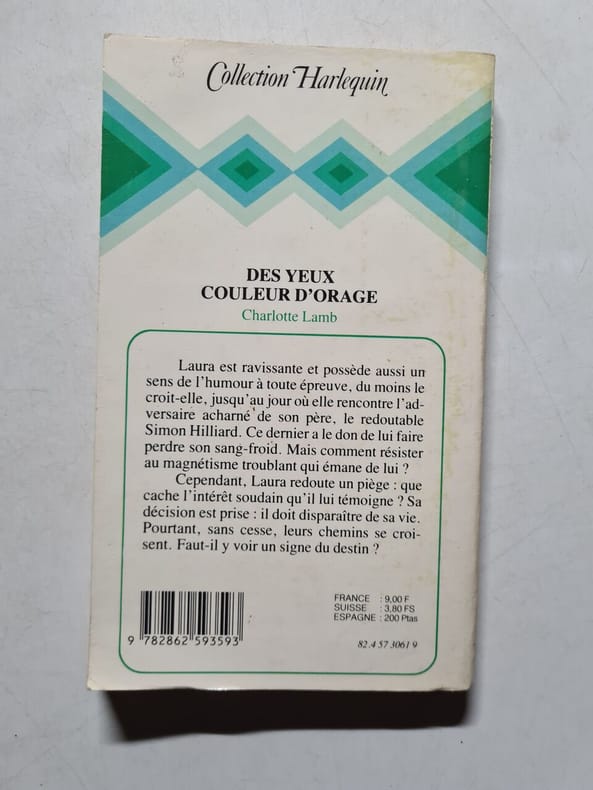 Collection Harlequin
DES YEUX
COULEUR D'ORAGE
Charlotte Lamb
Laura est ravissante et possède aussi un
sens de l'humour à toute épreuve, du moins le
croit-elle, jusqu'au jour où elle rencontre l'ad-
versaire acharné de son père, le redoutable
Simon Hilliard. Ce dernier a le don de lui faire
perdre son sang-froid. Mais comment résister
au magnétisme troublant qui émane de lui ?
Cependant, Laura redoute un piège : que
cache l'intérêt soudain qu'il lui témoigne ? Sa
décision est prise : il doit disparaître de sa vie.
Pourtant, sans cesse, leurs chemins se croi-
sent. Faut-il y voir un signe du destin ?
FRANCE : 9,00 F
SUISSE : 3,80 FS
ESPAGNE : 200 Ptas
9 782862 593593
82.4 57 3061 9